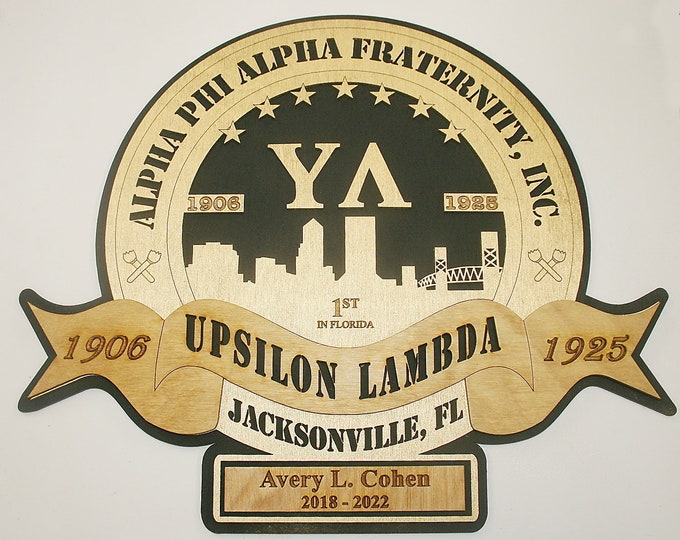 ALPHA PHI ALPHA FRATERNITY, INC.
ΥΛ
1906 1925
1ST
IN FLORIDA
1906 UPSILON LAMBDA 1925
JACKSONVILLE, FL
Avery L. Cohen
2018 - 2022